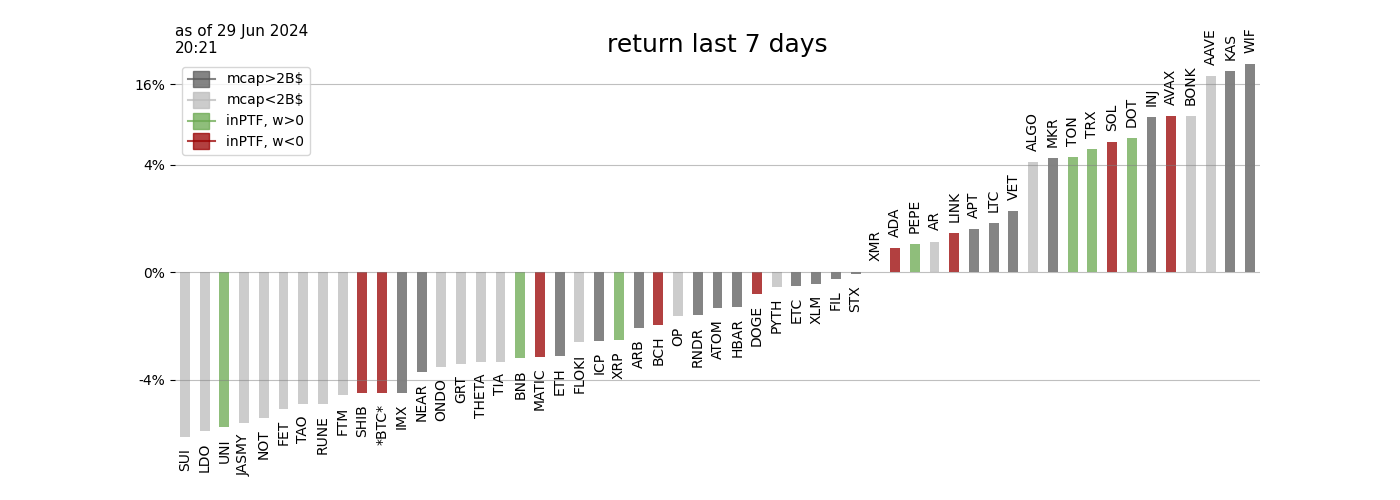 as of 29 Jun 2024
20:21
return last 7 days
mcap>2B$
mcap<2B$
inPTF, w>0
inPTF, w<0
16%
4%
0%
-4%
SUI
LDO
UNI
JASMY
NOT
FET
TAO
RUNE
FTM
SHIB
*BTC*
IMX
NEAR
ONDO
GRT
THETA
TIA
BNB
MATIC
ETH
FLOKI
ICP
XRP
ARB
BCH
OP
RNDR
ATOM
HBAR
DOGE
PYTH
ETC
XLM
FIL
STX
XMR
ADA
PEPE
AR
LINK
APT
LTC
VET
ALGO
MKR
TON
TRX
SOL
DOT
INJ
AVAX
BONK
AAVE
KAS
WIF